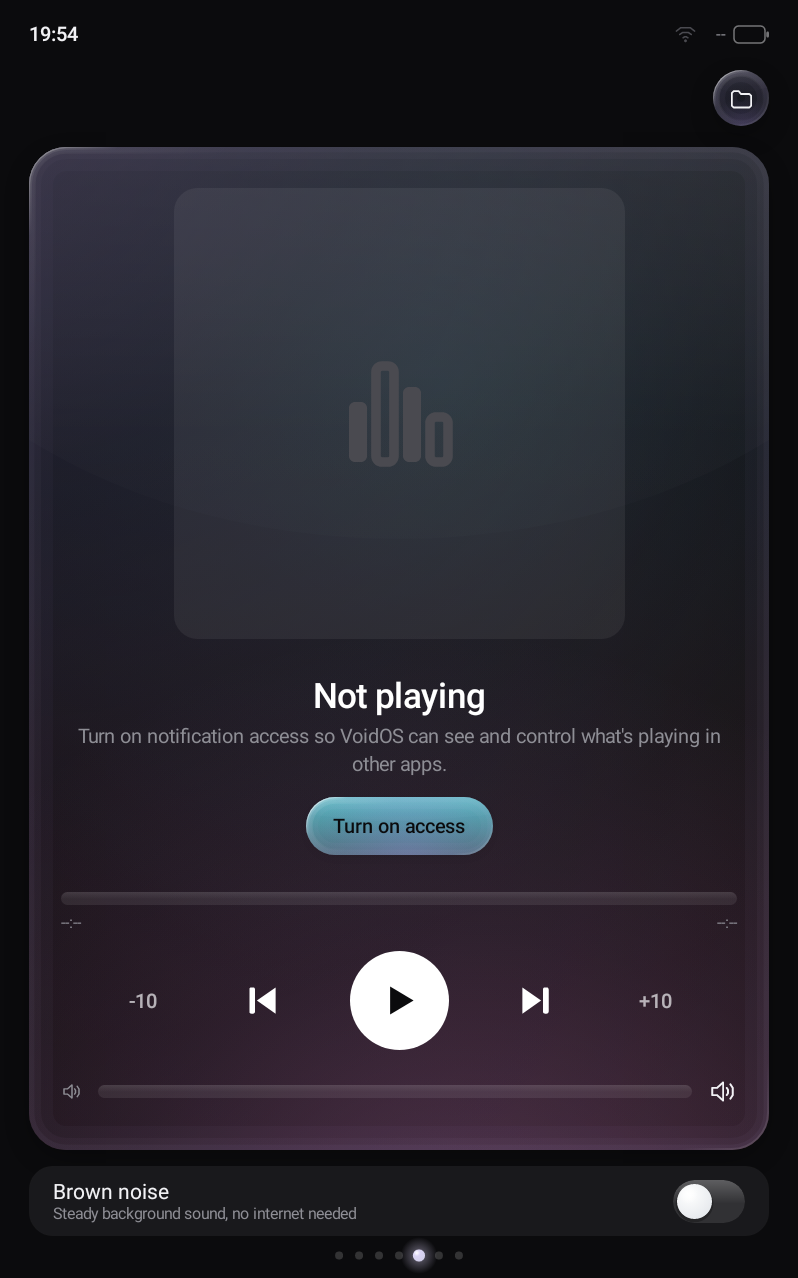 19:54
--
Not playing
Turn on notification access so VoidOS can see and control what's playing in
other apps.
Turn on access
--:--
--:--
-10
+10
Brown noise
Steady background sound, no internet needed